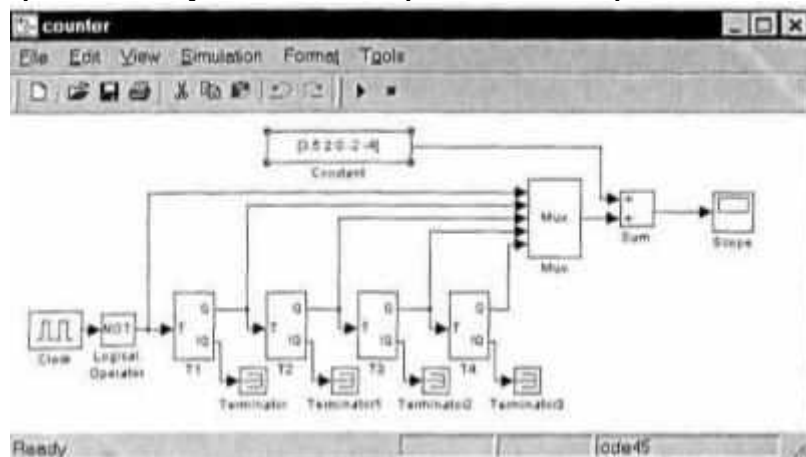 counter
File Edit View Simulation Format Tools
Constant
Mux
Mux
+
+
Sum
Scope
Clock
NOT
Logical
Operator
T
Q
!Q
T1
T
Q
!Q
T2
T
Q
!Q
T3
T
Q
!Q
T4
Terminator
Terminator1
Terminator2
Terminator3
Ready
ode45